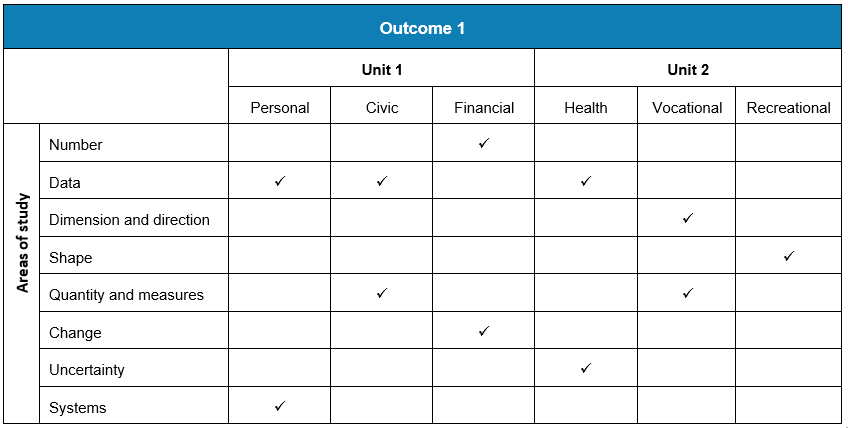 Outcome 1
Unit 1 Unit 2
Personal Civic Financial Health Vocational Recreational
Areas of study
Number ✓
Data ✓ ✓ ✓
Dimension and direction ✓
Shape ✓
Quantity and measures ✓ ✓
Change ✓
Uncertainty ✓
Systems ✓